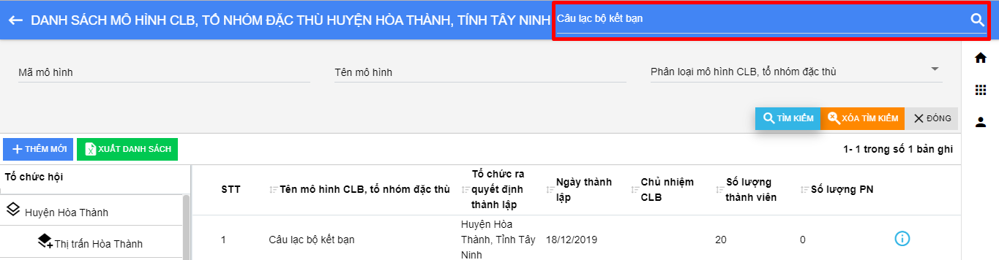 DANH SÁCH MÔ HÌNH CLB, TỔ NHÓM ĐẶC THÙ HUYỆN HÒA THÀNH, TÍNH TÂY NINH
Câu lạc bộ kết bạn
Mã mô hình
Tên mô hình
Phân loại mô hình CLB, tổ nhóm đặc thù
TÌM KIẾM
XÓA TÌM KIẾM
ĐÓNG
THÊM MỚI
XUẤT DANH SÁCH
1- 1 trong số 1 bản ghi
Tổ chức hội
Huyện Hòa Thành
Thị trấn Hòa Thành
STT
Tên mô hình CLB, tổ nhóm đặc thù
Tổ chức ra
quyết định
thành lập
Ngày thành
lập
Chủ nhiệm
CLB
Số lượng
thành viên
Số lượng PN
1
Câu lạc bộ kết bạn
Huyện Hòa
Thành, Tỉnh Tây
Ninh
18/12/2019
20
0